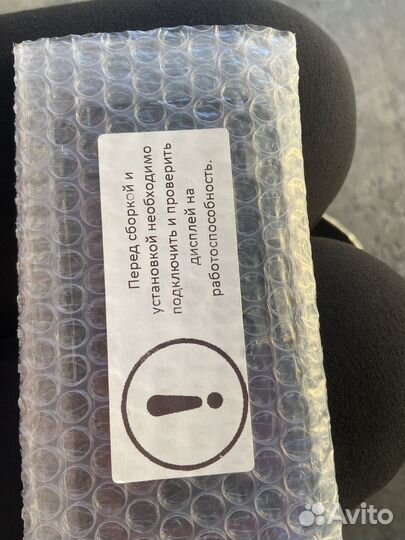 Перед сборкой и
установкой необходимо
подключить и проверить
дисплей на
работоспособность.
Avito